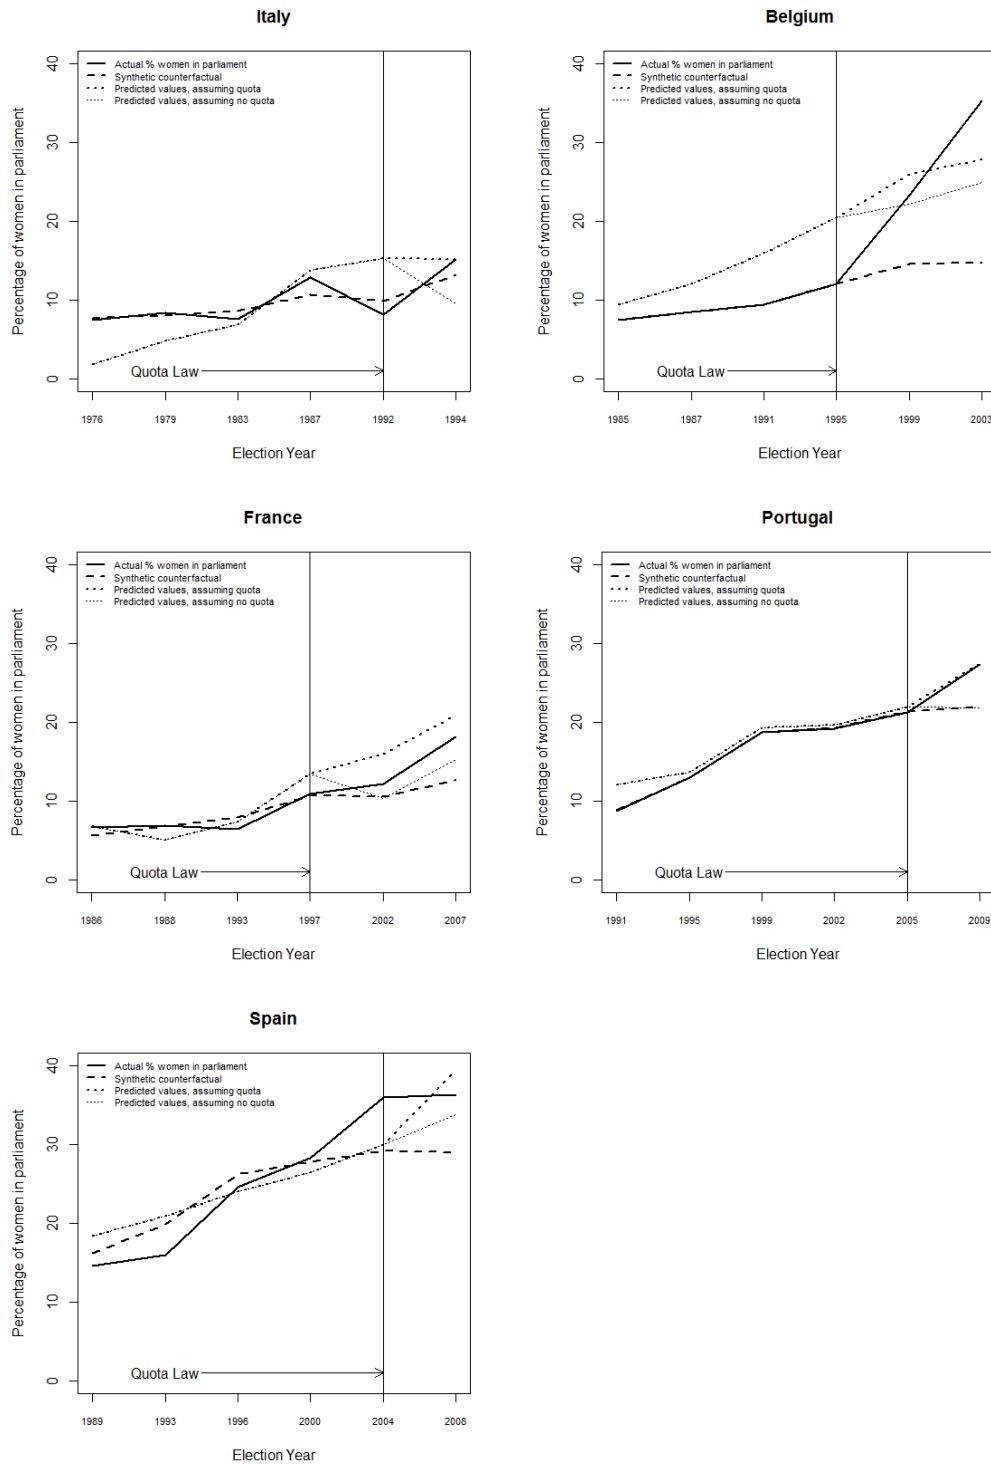 Italy
Percentage of women in parliament
40
30
20
10
0
Actual % women in parliament
Synthetic counterfactual
Predicted values, assuming quota
Predicted values, assuming no quota
Quota Law
1976 1979 1983 1987 1992 1994
Election Year
Belgium
Percentage of women in parliament
40
30
20
10
0
Actual % women in parliament
Synthetic counterfactual
Predicted values, assuming quota
Predicted values, assuming no quota
Quota Law
1985 1987 1991 1995 1999 2003
Election Year
France
Percentage of women in parliament
40
30
20
10
0
Actual % women in parliament
Synthetic counterfactual
Predicted values, assuming quota
Predicted values, assuming no quota
Quota Law
1986 1988 1993 1997 2002 2007
Election Year
Portugal
Percentage of women in parliament
40
30
20
10
0
Actual % women in parliament
Synthetic counterfactual
Predicted values, assuming quota
Predicted values, assuming no quota
Quota Law
1991 1995 1999 2002 2005 2009
Election Year
Spain
Percentage of women in parliament
40
30
20
10
0
Actual % women in parliament
Synthetic counterfactual
Predicted values, assuming quota
Predicted values, assuming no quota
Quota Law
1989 1993 1996 2000 2004 2008
Election Year